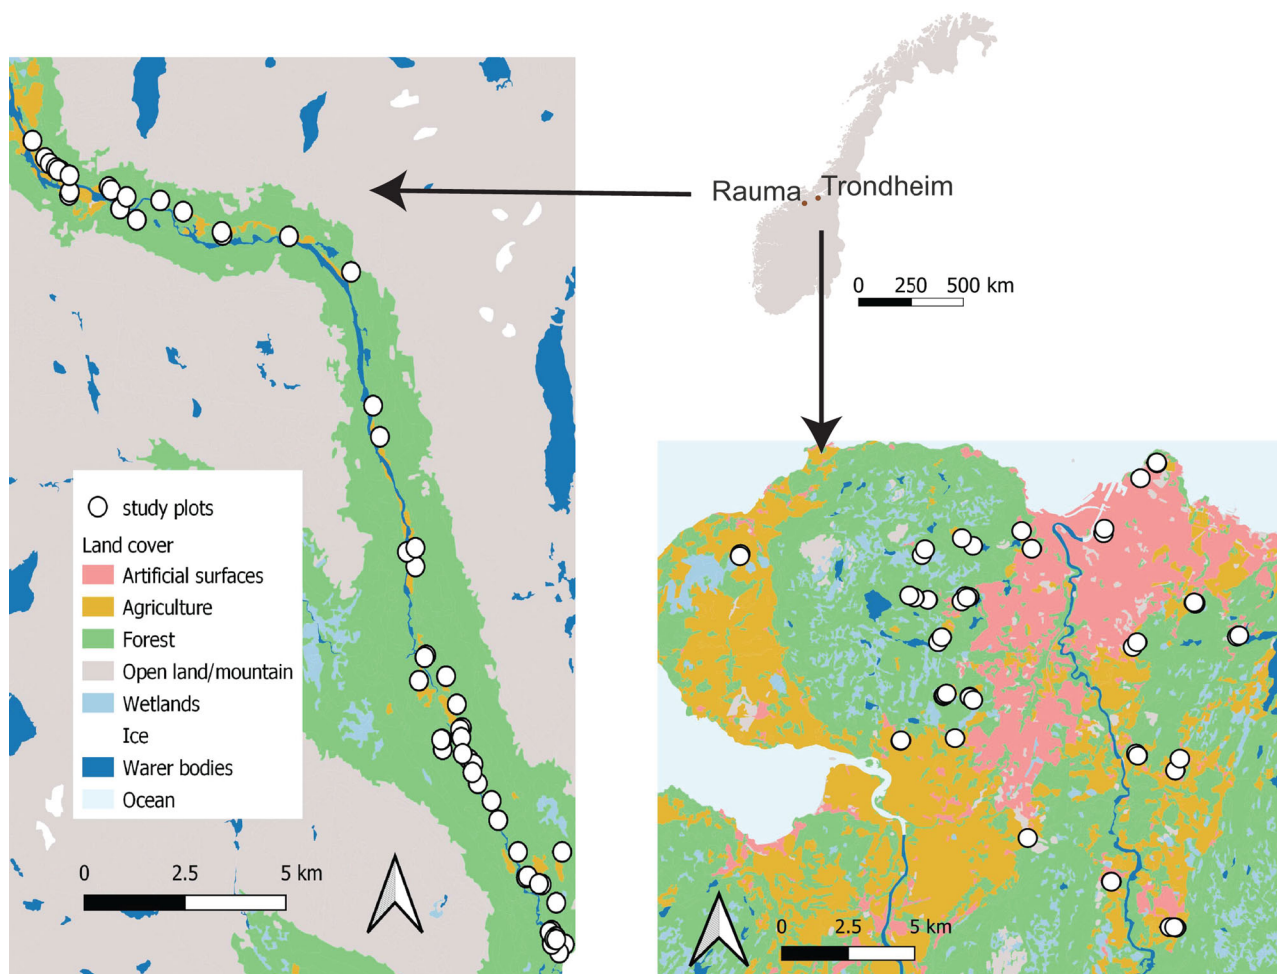 Rauma
Trondheim
0 250 500 km
study plots
Land cover
Artificial surfaces
Agriculture
Forest
Open land/mountain
Wetlands
Ice
Warer bodies
Ocean
0 2.5 5 km
0 2.5 5 km